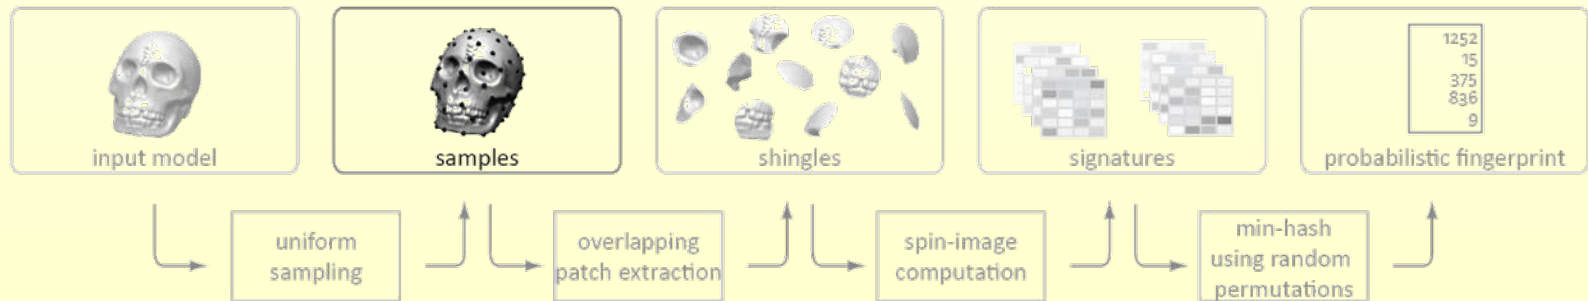 1252
15
375
836
9
input model
samples
shingles
signatures
probabilistic fingerprint
uniform
sampling
overlapping
patch extraction
spin-image
computation
min-hash
using random
permutations